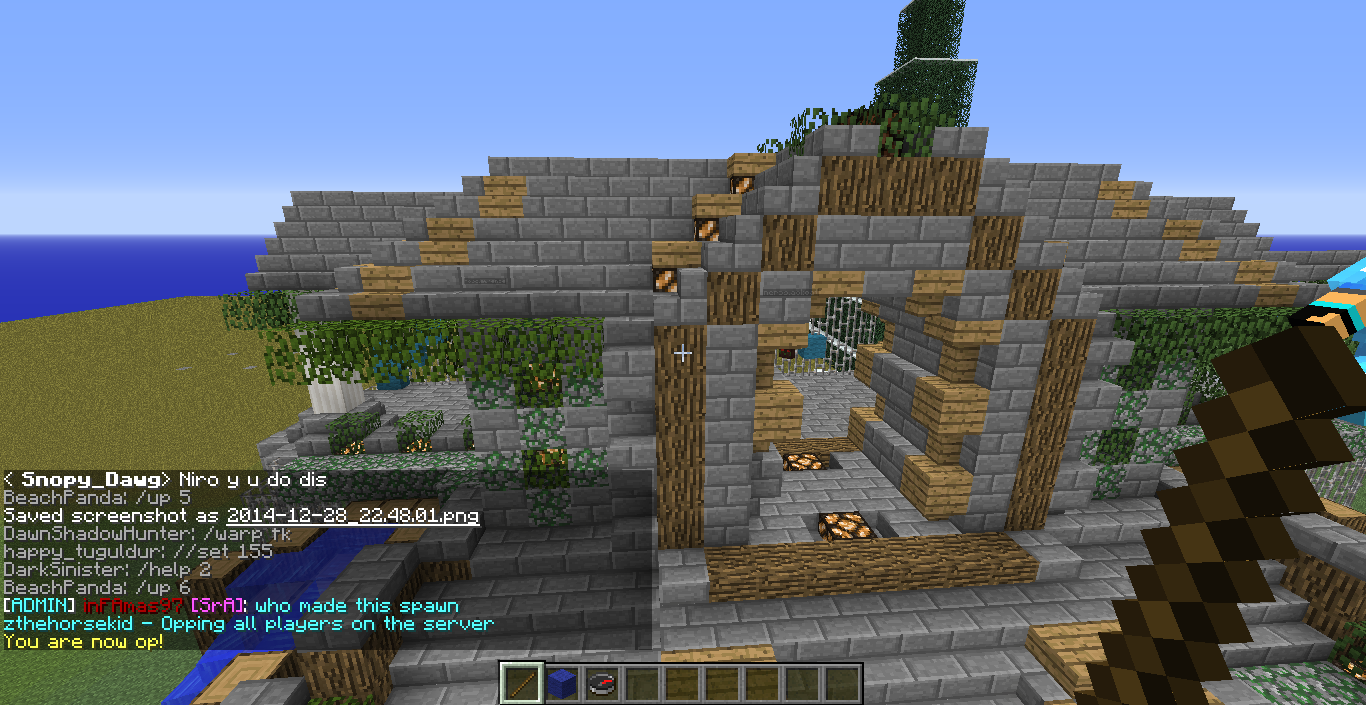 < Snopy_Dawg> Niro y u do dis
BeachPanda: /up 5
Saved screenshot as 2014-12-28_22.48.01.png
DawnShadowHunter: /warp fk
happy_tuguldur: //set 155
DarkSinister: /help 2
BeachPanda: /up 6
[ADMIN] inFAmas97 [SrA]: who made this spawn
zthehorsekid - Opping all players on the server
You are now op!